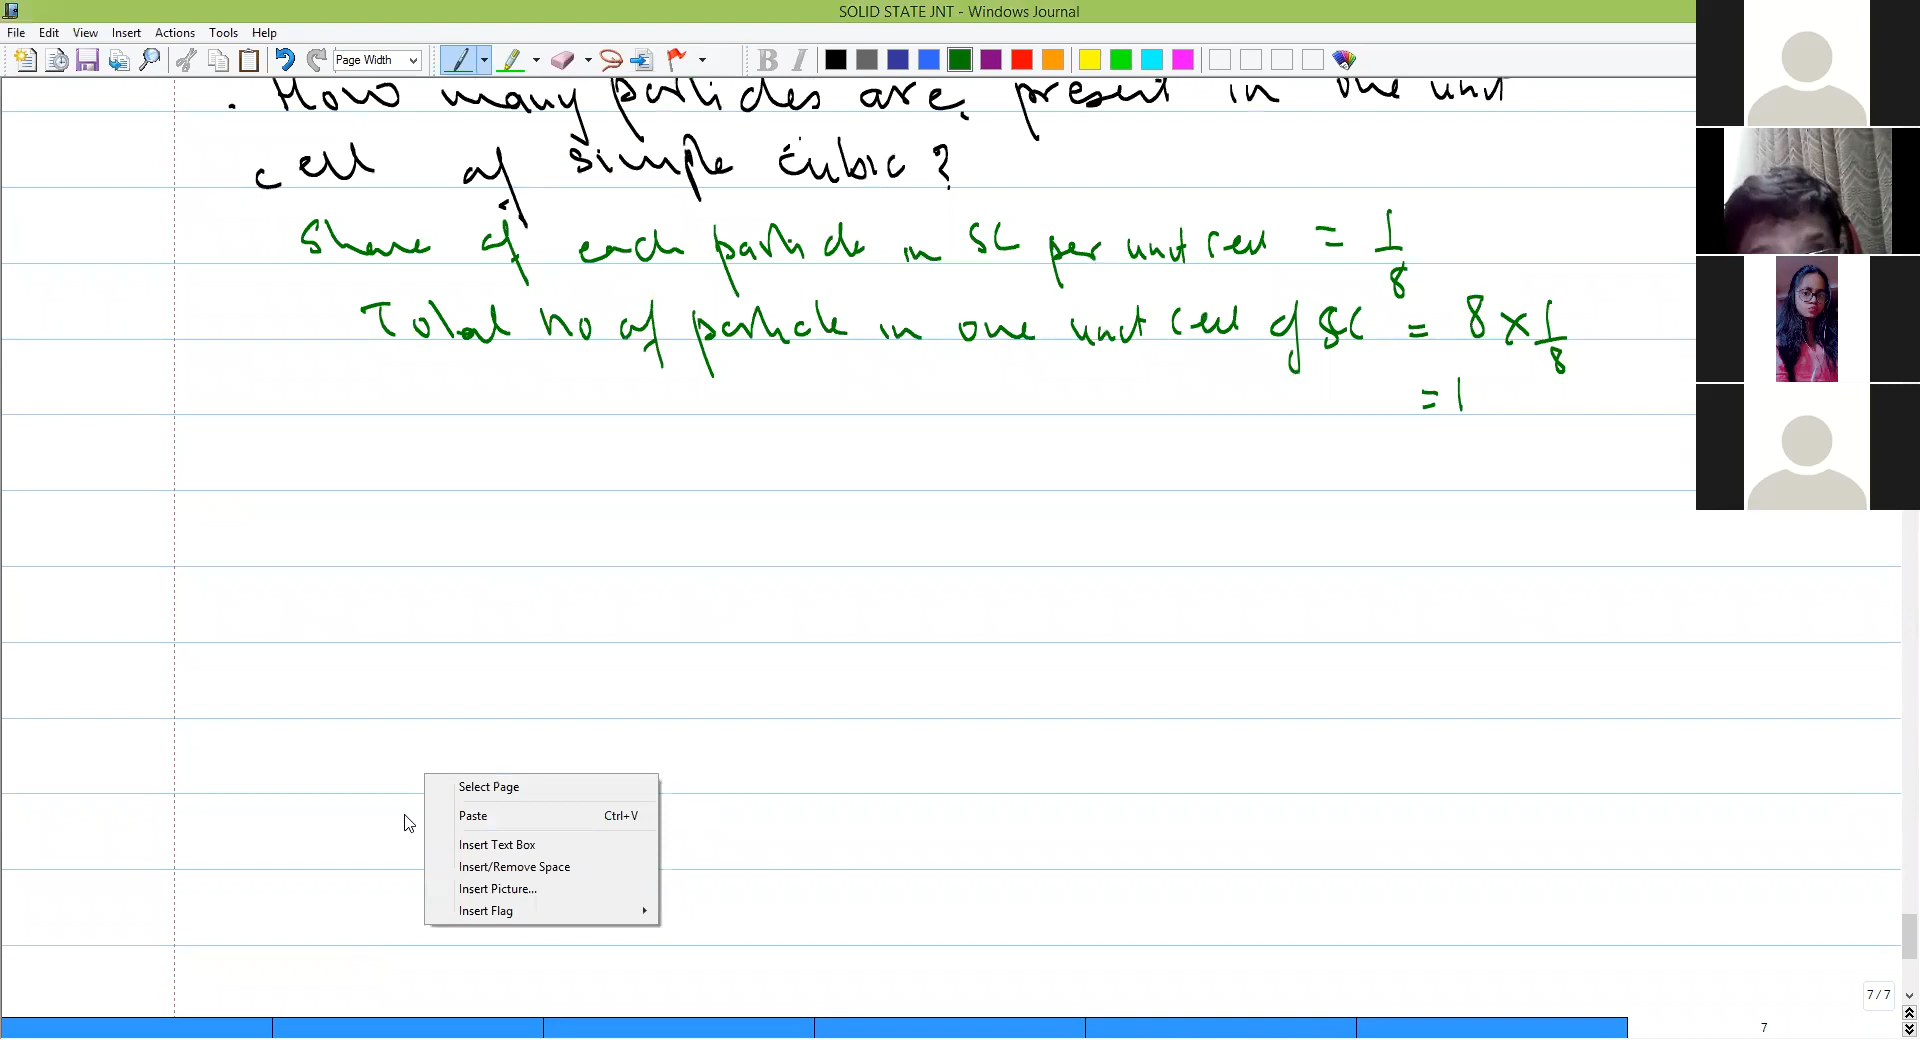 SOLID STATE JNT - Windows Journal
File Edit View Insert Actions Tools Help
Page Width
B I
. How many particles are present in one unit
cell of simple cubic ?
Share of each particle in SC per unit cell = 1/8
Total no of particle in one unit cell of SC = 8 × 1/8
= 1
Select Page
Paste Ctrl+V
Insert Text Box
Insert/Remove Space
Insert Picture...
Insert Flag
7 / 7
7